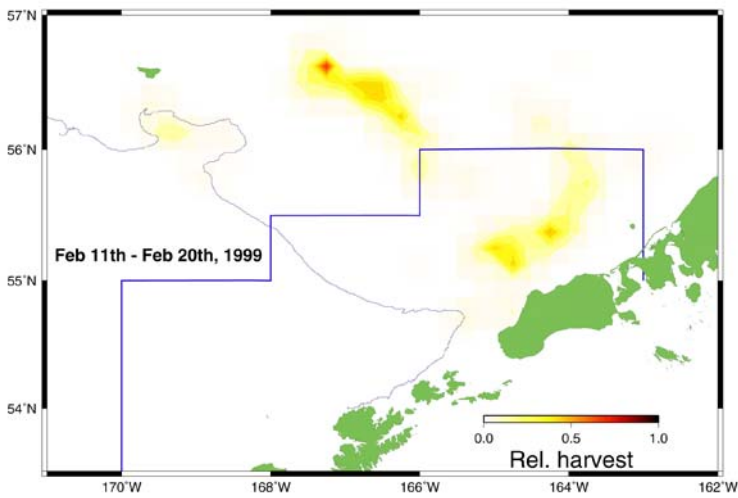 57˚N
56˚N
Feb 11th - Feb 20th, 1999
55˚N
54˚N
0.0 0.5 1.0
Rel. harvest
170˚W 168˚W 166˚W 164˚W 162˚W